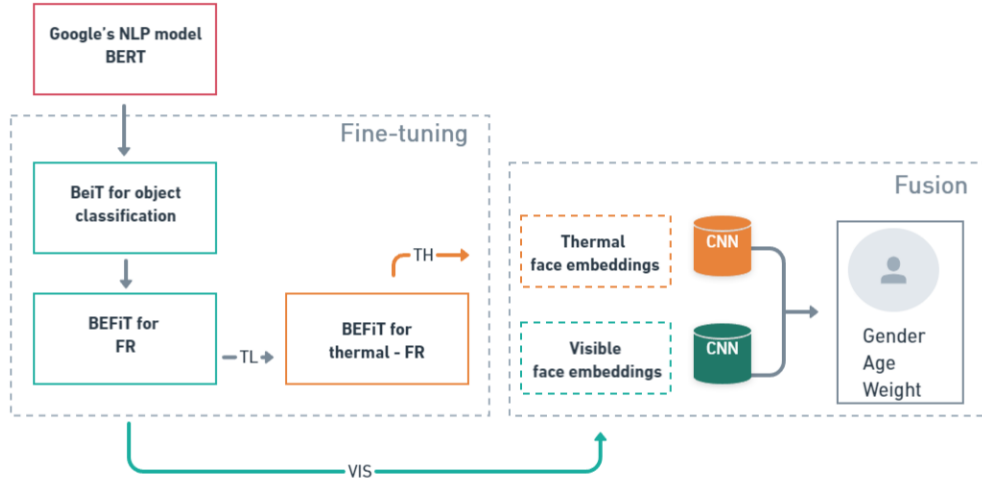 Google's NLP model
BERT
Fine-tuning
BeiT for object
classification
BEFiT for
FR
TL
BEFiT for
thermal - FR
TH
VIS
Fusion
Thermal
face embeddings
CNN
Visible
face embeddings
CNN
Gender
Age
Weight